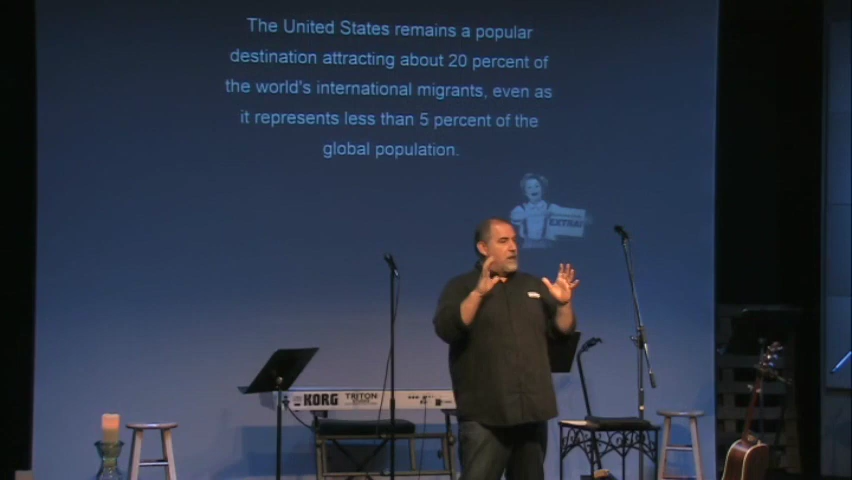 The United States remains a popular
destination attracting about 20 percent of
the world's international migrants, even as
it represents less than 5 percent of the
global population.
EXTRA!
KORG
TRITON